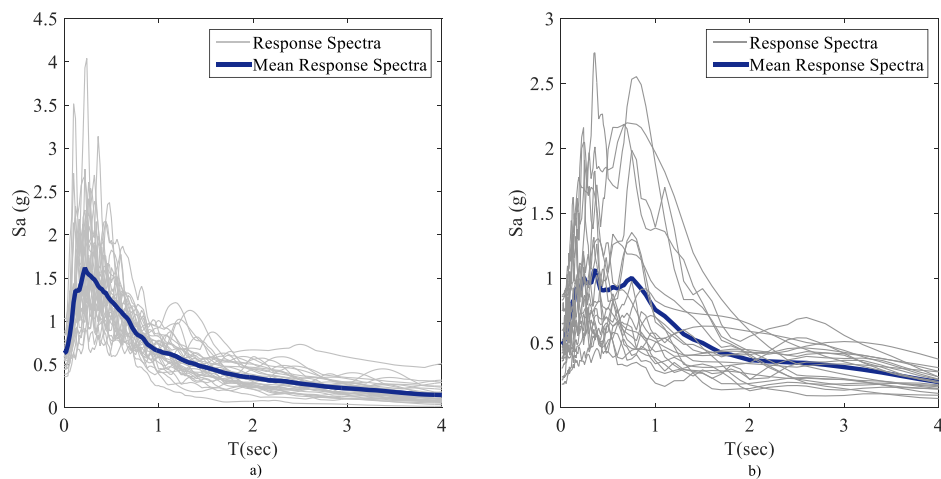 4.5
4
3.5
3
2.5
2
1.5
1
0.5
0
Sa (g)
0 1 2 3 4
T(sec)
a)
Response Spectra
Mean Response Spectra
3
2.5
2
1.5
1
0.5
0
Sa (g)
0 1 2 3 4
T(sec)
b)
Response Spectra
Mean Response Spectra